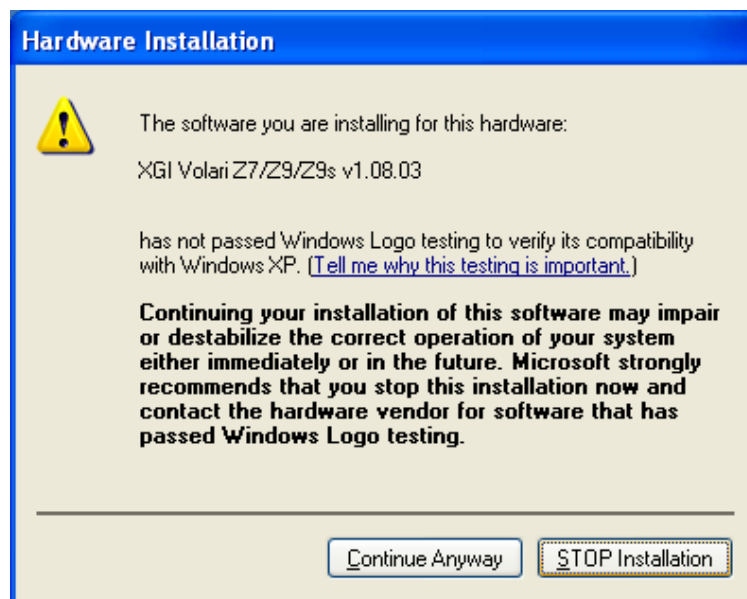 Hardware Installation
The software you are installing for this hardware:
XGI Volari Z7/Z9/Z9s v1.08.03
has not passed Windows Logo testing to verify its compatibility
with Windows XP. (Tell me why this testing is important.)
Continuing your installation of this software may impair
or destabilize the correct operation of your system
either immediately or in the future. Microsoft strongly
recommends that you stop this installation now and
contact the hardware vendor for software that has
passed Windows Logo testing.
Continue Anyway STOP Installation